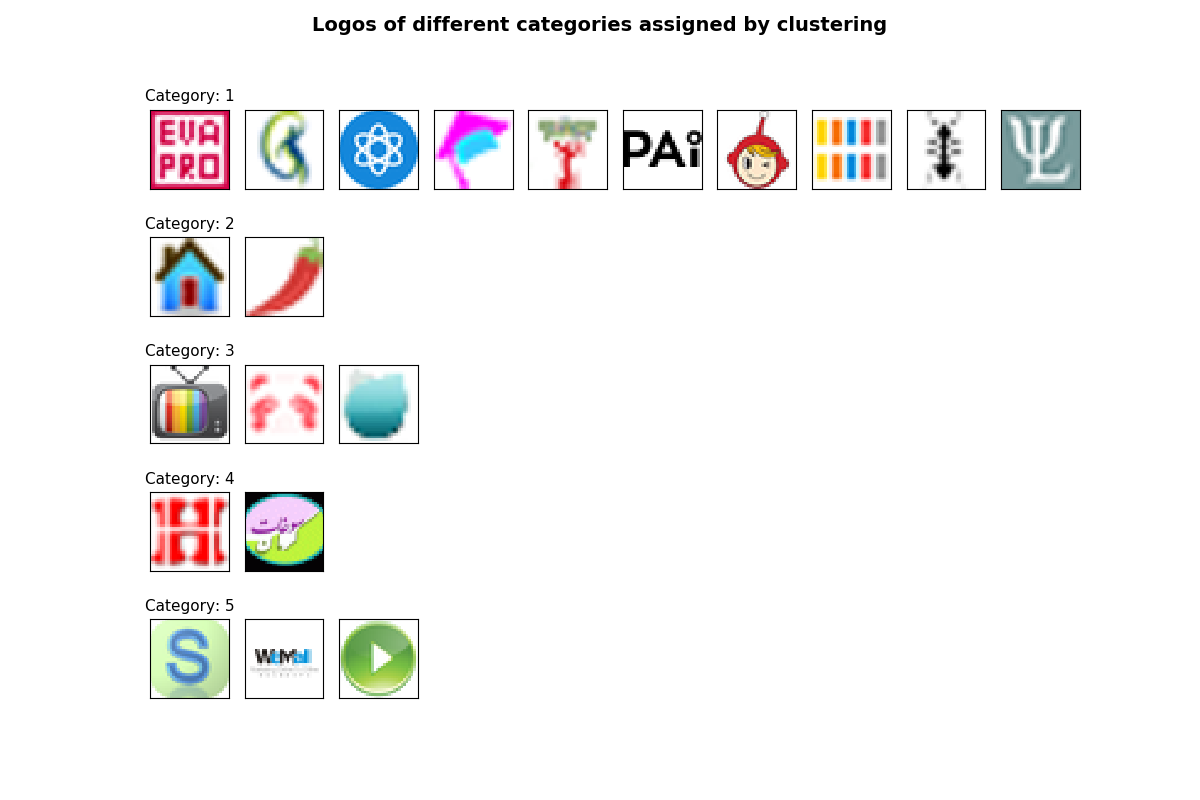 Logos of different categories assigned by clustering
Category: 1
EVA
PRO
PAi
Category: 2
Category: 3
Category: 4
H
Category: 5
S
WeMall